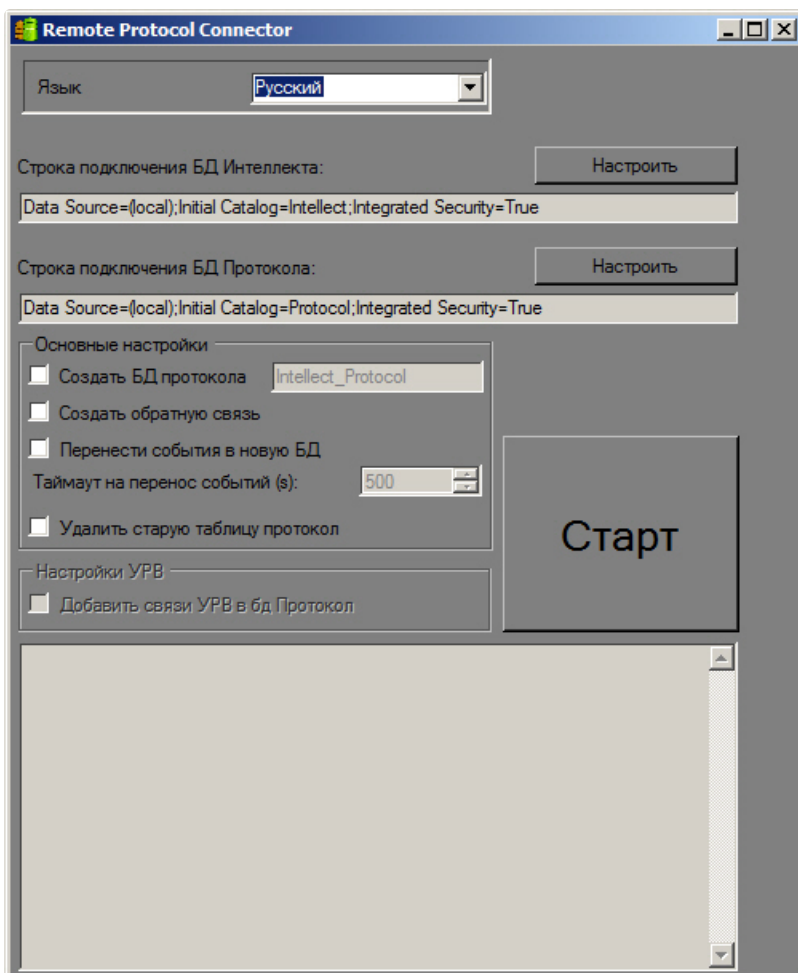 Remote Protocol Connector
Язык Русский
Строка подключения БД Интеллекта: Настроить
Data Source=(local);Initial Catalog=Intellect;Integrated Security=True
Строка подключения БД Протокола: Настроить
Data Source=(local);Initial Catalog=Protocol;Integrated Security=True
Основные настройки
Создать БД протокола Intellect_Protocol
Создать обратную связь
Перенести события в новую БД
Таймаут на перенос событий (s): 500
Удалить старую таблицу протокол
Старт
Настройки УРВ
Добавить связи УРВ в бд Протокол